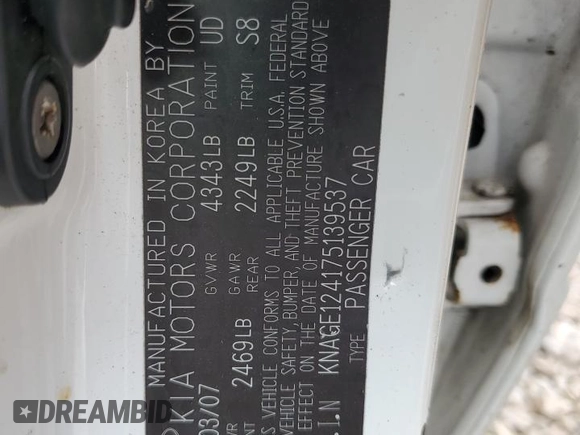 MANUFACTURED IN KOREA BY
KIA MOTORS CORPORATION
03/07 GVWR 4343LB PAINT UD
2469LB GAWR REAR 2249LB TRIM S8
VEHICLE CONFORMS TO ALL APPLICABLE U.S.A. FEDERAL
VEHICLE SAFETY, BUMPER, AND THEFT PREVENTION STANDARD
EFFECT ON THE DATE OF MANUFACTURE SHOWN ABOVE
.I.N KNAGE124175139537
TYPE PASSENGER CAR
DREAMBID